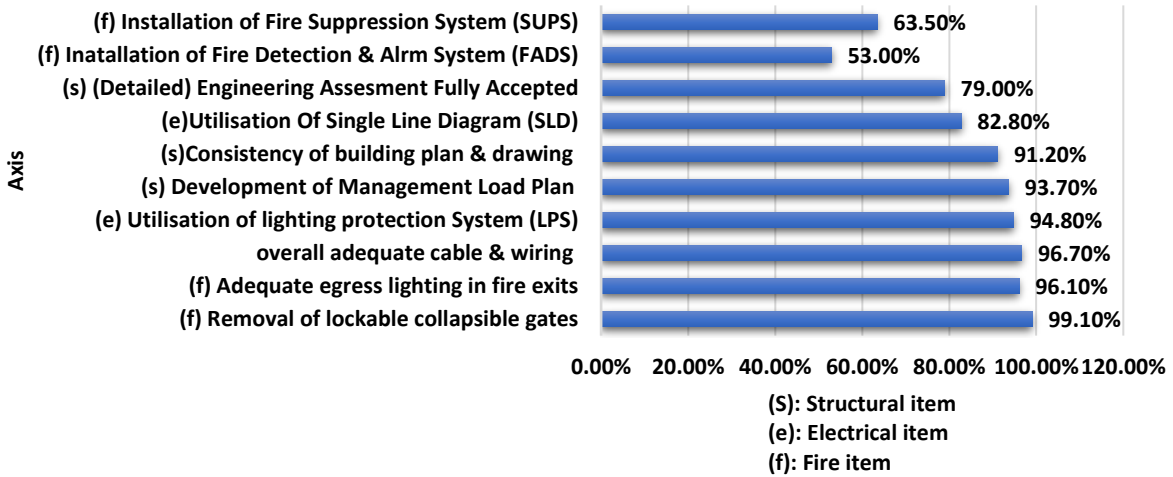 (f) Installation of Fire Suppression System (SUPS)
63.50%
(f) Inatallation of Fire Detection & Alrm System (FADS)
53.00%
(s) (Detailed) Engineering Assesment Fully Accepted
79.00%
(e)Utilisation Of Single Line Diagram (SLD)
82.80%
(s)Consistency of building plan & drawing
91.20%
(s) Development of Management Load Plan
93.70%
(e) Utilisation of lighting protection System (LPS)
94.80%
overall adequate cable & wiring
96.70%
(f) Adequate egress lighting in fire exits
96.10%
(f) Removal of lockable collapsible gates
99.10%
Axis
0.00% 20.00% 40.00% 60.00% 80.00% 100.00% 120.00%
(S): Structural item
(e): Electrical item
(f): Fire item